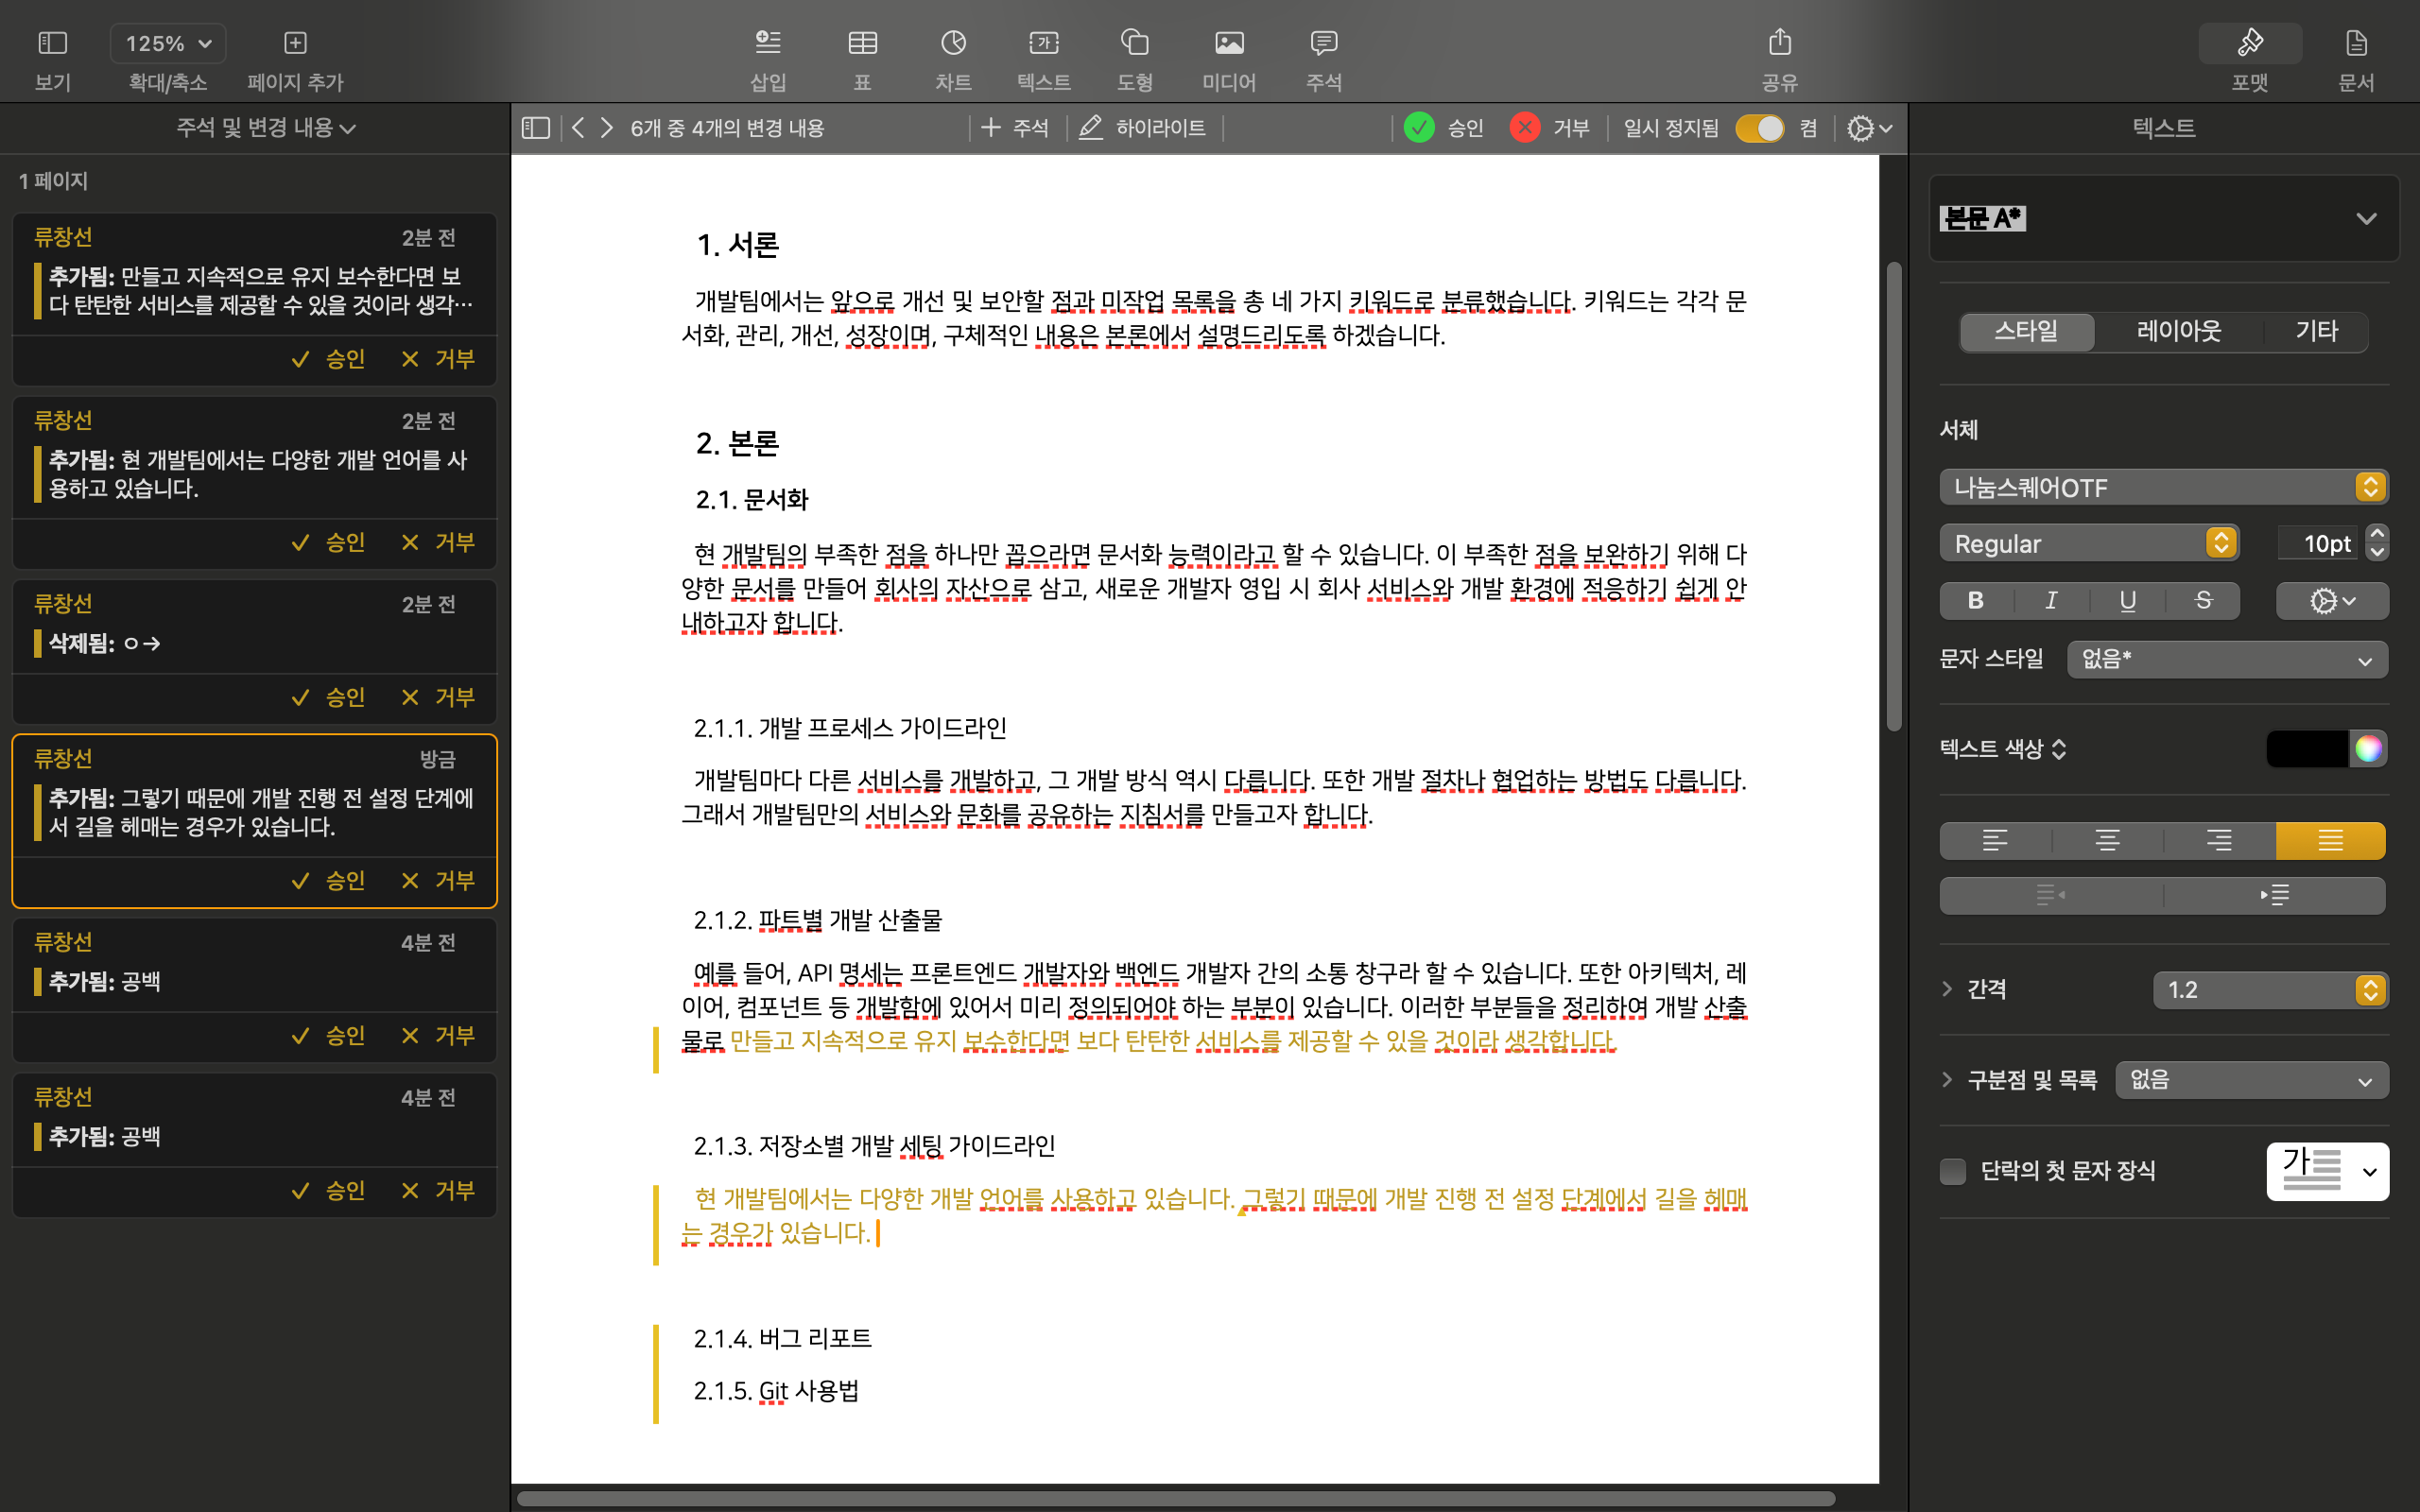 보기
125%
확대/축소
페이지 추가
삽입
표
차트
텍스트
도형
미디어
주석
공유
포맷
문서
주석 및 변경 내용
6개 중 4개의 변경 내용
주석
하이라이트
승인
거부
일시 정지됨
켬
텍스트
1 페이지
류창선 2분 전
추가됨: 만들고 지속적으로 유지 보수한다면 보
다 탄탄한 서비스를 제공할 수 있을 것이라 생각…
승인 거부
류창선 2분 전
추가됨: 현 개발팀에서는 다양한 개발 언어를 사
용하고 있습니다.
승인 거부
류창선 2분 전
삭제됨: ㅇ→
승인 거부
류창선 방금
추가됨: 그렇기 때문에 개발 진행 전 설정 단계에
서 길을 헤매는 경우가 있습니다.
승인 거부
류창선 4분 전
추가됨: 공백
승인 거부
류창선 4분 전
추가됨: 공백
승인 거부
1. 서론
개발팀에서는 앞으로 개선 및 보안할 점과 미작업 목록을 총 네 가지 키워드로 분류했습니다. 키워드는 각각 문
서화, 관리, 개선, 성장이며, 구체적인 내용은 본론에서 설명드리도록 하겠습니다.
2. 본론
2.1. 문서화
현 개발팀의 부족한 점을 하나만 꼽으라면 문서화 능력이라고 할 수 있습니다. 이 부족한 점을 보완하기 위해 다
양한 문서를 만들어 회사의 자산으로 삼고, 새로운 개발자 영입 시 회사 서비스와 개발 환경에 적응하기 쉽게 안
내하고자 합니다.
2.1.1. 개발 프로세스 가이드라인
개발팀마다 다른 서비스를 개발하고, 그 개발 방식 역시 다릅니다. 또한 개발 절차나 협업하는 방법도 다릅니다.
그래서 개발팀만의 서비스와 문화를 공유하는 지침서를 만들고자 합니다.
2.1.2. 파트별 개발 산출물
예를 들어, API 명세는 프론트엔드 개발자와 백엔드 개발자 간의 소통 창구라 할 수 있습니다. 또한 아키텍처, 레
이어, 컴포넌트 등 개발함에 있어서 미리 정의되어야 하는 부분이 있습니다. 이러한 부분들을 정리하여 개발 산출
물로 만들고 지속적으로 유지 보수한다면 보다 탄탄한 서비스를 제공할 수 있을 것이라 생각합니다.
2.1.3. 저장소별 개발 세팅 가이드라인
현 개발팀에서는 다양한 개발 언어를 사용하고 있습니다. 그렇기 때문에 개발 진행 전 설정 단계에서 길을 헤매
는 경우가 있습니다.
2.1.4. 버그 리포트
2.1.5. Git 사용법
본문 A*
스타일 레이아웃 기타
서체
나눔스퀘어OTF
Regular 10pt
B I U S
문자 스타일 없음*
텍스트 색상
간격 1.2
구분점 및 목록 없음
단락의 첫 문자 장식 가